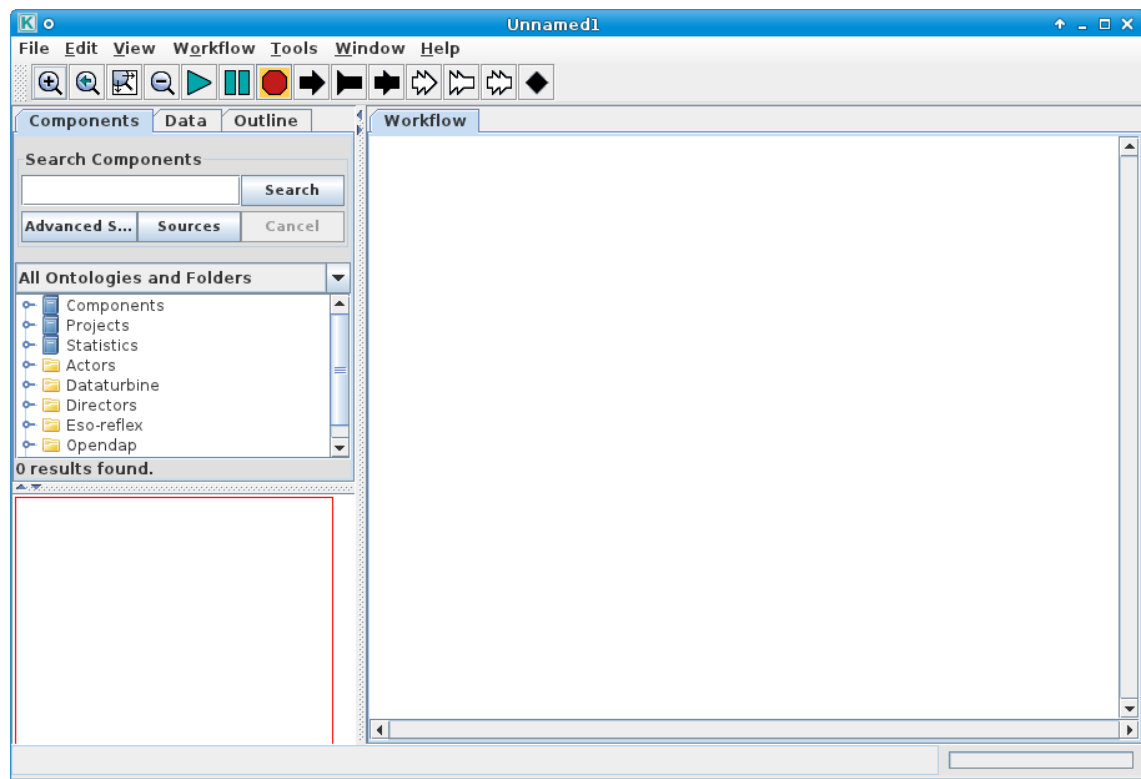 K
Unnamed1
File Edit View Workflow Tools Window Help
Components Data Outline
Workflow
Search Components
Search
Advanced S... Sources Cancel
All Ontologies and Folders
Components
Projects
Statistics
Actors
Dataturbine
Directors
Eso-reflex
Opendap
0 results found.